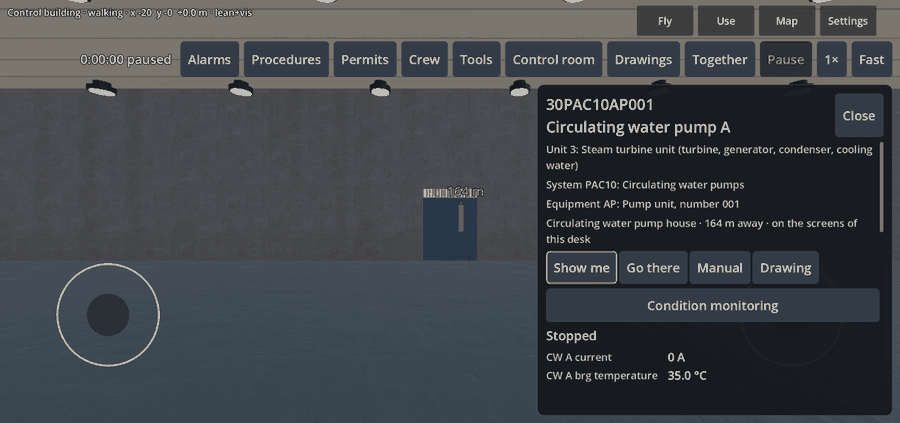 Control building · walking · x -20 y -0 +0.0 m · lean+vis
Fly
Use
Map
Settings
0:00:00 paused
Alarms
Procedures
Permits
Crew
Tools
Control room
Drawings
Together
Pause
1×
Fast
30PAC10AP001
Circulating water pump A
Close
Unit 3: Steam turbine unit (turbine, generator, condenser, cooling
water)
System PAC10: Circulating water pumps
Equipment AP: Pump unit, number 001
Circulating water pump house · 164 m away · on the screens of
this desk
164 m
Show me
Go there
Manual
Drawing
Condition monitoring
Stopped
CW A current 0 A
CW A brg temperature 35.0 °C